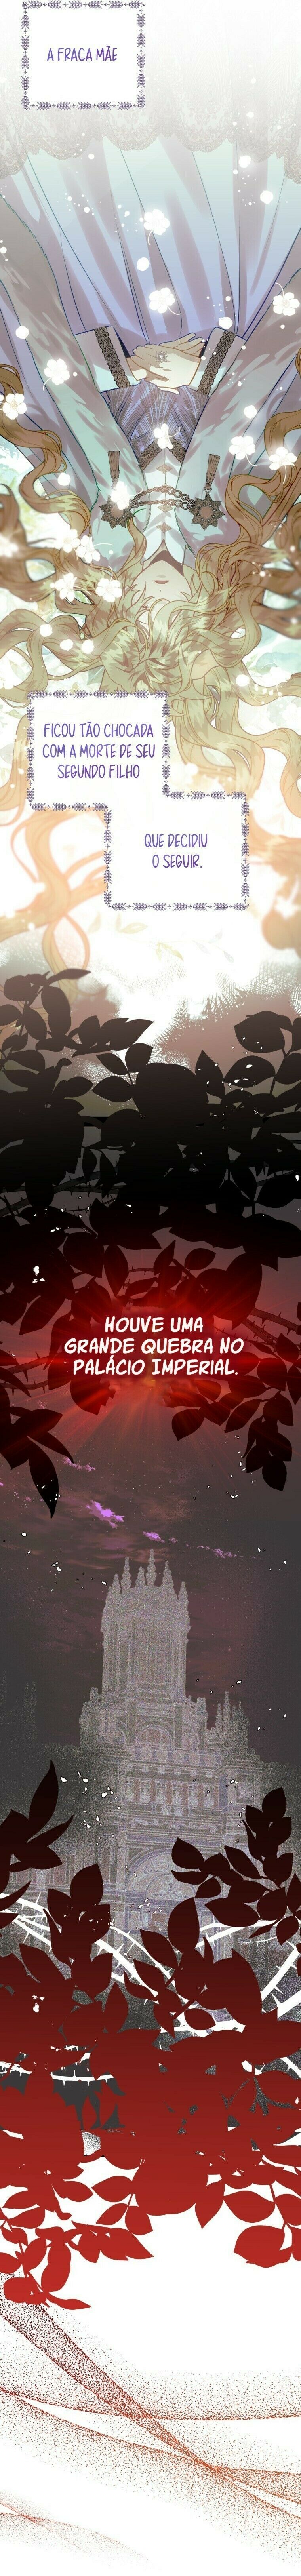 A FRACA MÃE
FICOU TÃO CHOCADA
COM A MORTE DE SEU
SEGUNDO FILHO
QUE DECIDIU
O SEGUIR.
HOUVE UMA
GRANDE QUEBRA NO
PALÁCIO IMPERIAL.